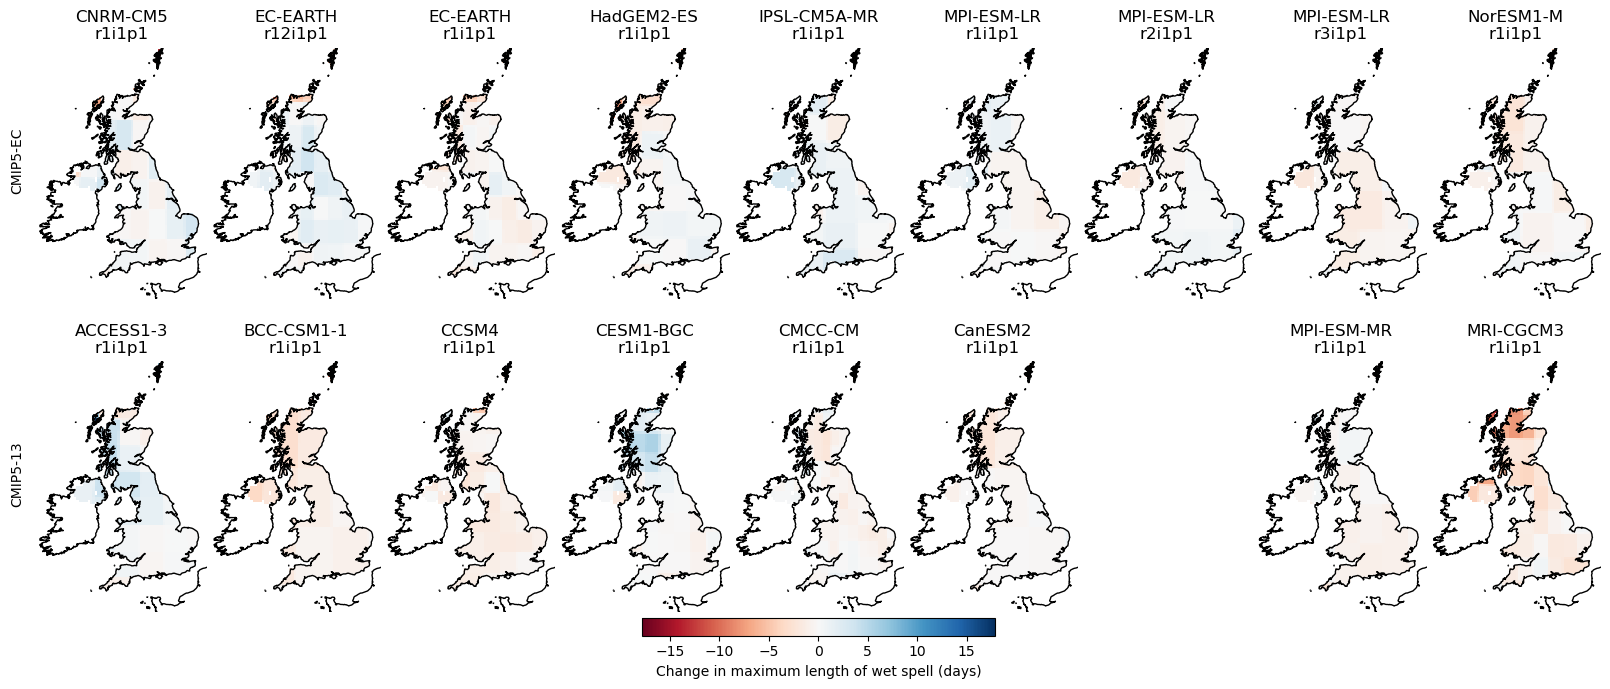 CNRM-CM5
r1i1p1
EC-EARTH
r12i1p1
EC-EARTH
r1i1p1
HadGEM2-ES
r1i1p1
IPSL-CM5A-MR
r1i1p1
MPI-ESM-LR
r1i1p1
MPI-ESM-LR
r2i1p1
MPI-ESM-LR
r3i1p1
NorESM1-M
r1i1p1
CMIP5-EC
ACCESS1-3
r1i1p1
BCC-CSM1-1
r1i1p1
CCSM4
r1i1p1
CESM1-BGC
r1i1p1
CMCC-CM
r1i1p1
CanESM2
r1i1p1
MPI-ESM-MR
r1i1p1
MRI-CGCM3
r1i1p1
CMIP5-13
−15 −10 −5 0 5 10 15
Change in maximum length of wet spell (days)